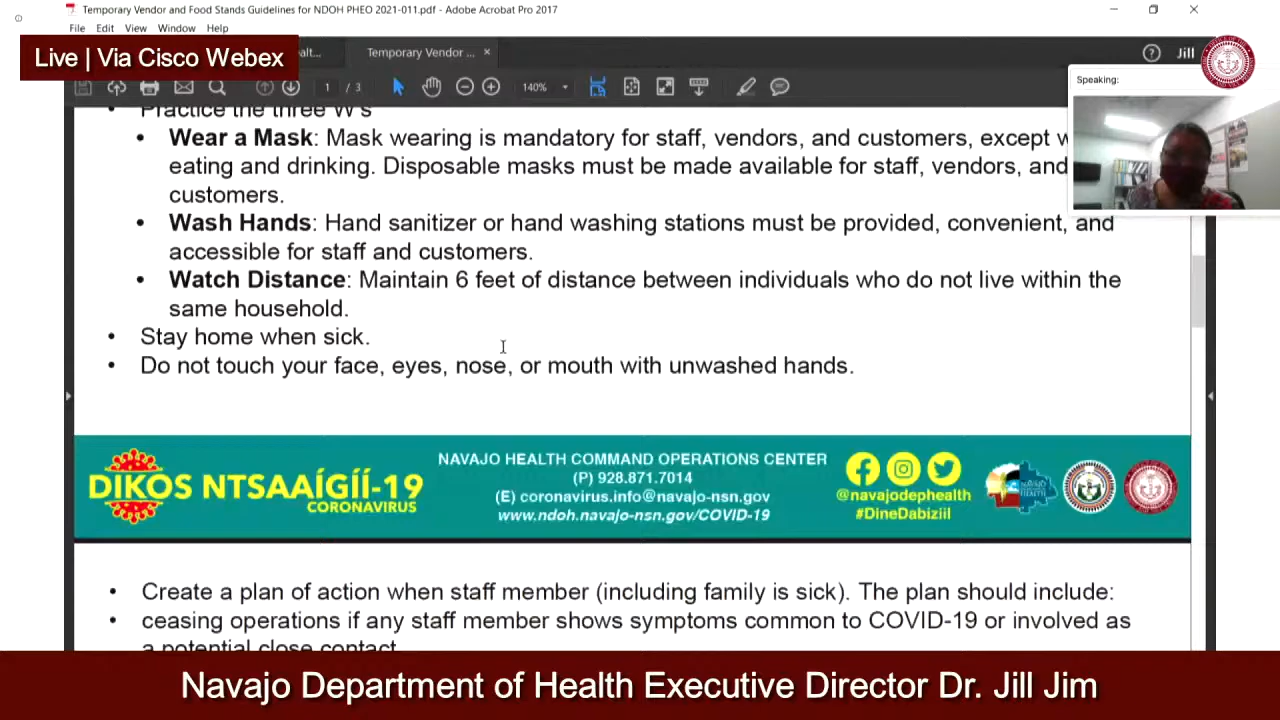 Temporary Vendor and Food Stands Guidelines for NDOH PHEO 2021-011.pdf - Adobe Acrobat Pro 2017
File Edit View Window Help
Live | Via Cisco Webex
alt...
Temporary Vendor ... ×
Jill
1 / 3
140%
Speaking:
• Practice the three W's
• Wear a Mask: Mask wearing is mandatory for staff, vendors, and customers, except w
eating and drinking. Disposable masks must be made available for staff, vendors, and
customers.
• Wash Hands: Hand sanitizer or hand washing stations must be provided, convenient, and
accessible for staff and customers.
• Watch Distance: Maintain 6 feet of distance between individuals who do not live within the
same household.
• Stay home when sick.
• Do not touch your face, eyes, nose, or mouth with unwashed hands.
DIKOS NTSAAÍGÍÍ-19
CORONAVIRUS
NAVAJO HEALTH COMMAND OPERATIONS CENTER
(P) 928.871.7014
(E) coronavirus.info@navajo-nsn.gov
www.ndoh.navajo-nsn.gov/COVID-19
@navajodephealth
#DineDabiziil
• Create a plan of action when staff member (including family is sick). The plan should include:
• ceasing operations if any staff member shows symptoms common to COVID-19 or involved as
a potential close contact
Navajo Department of Health Executive Director Dr. Jill Jim